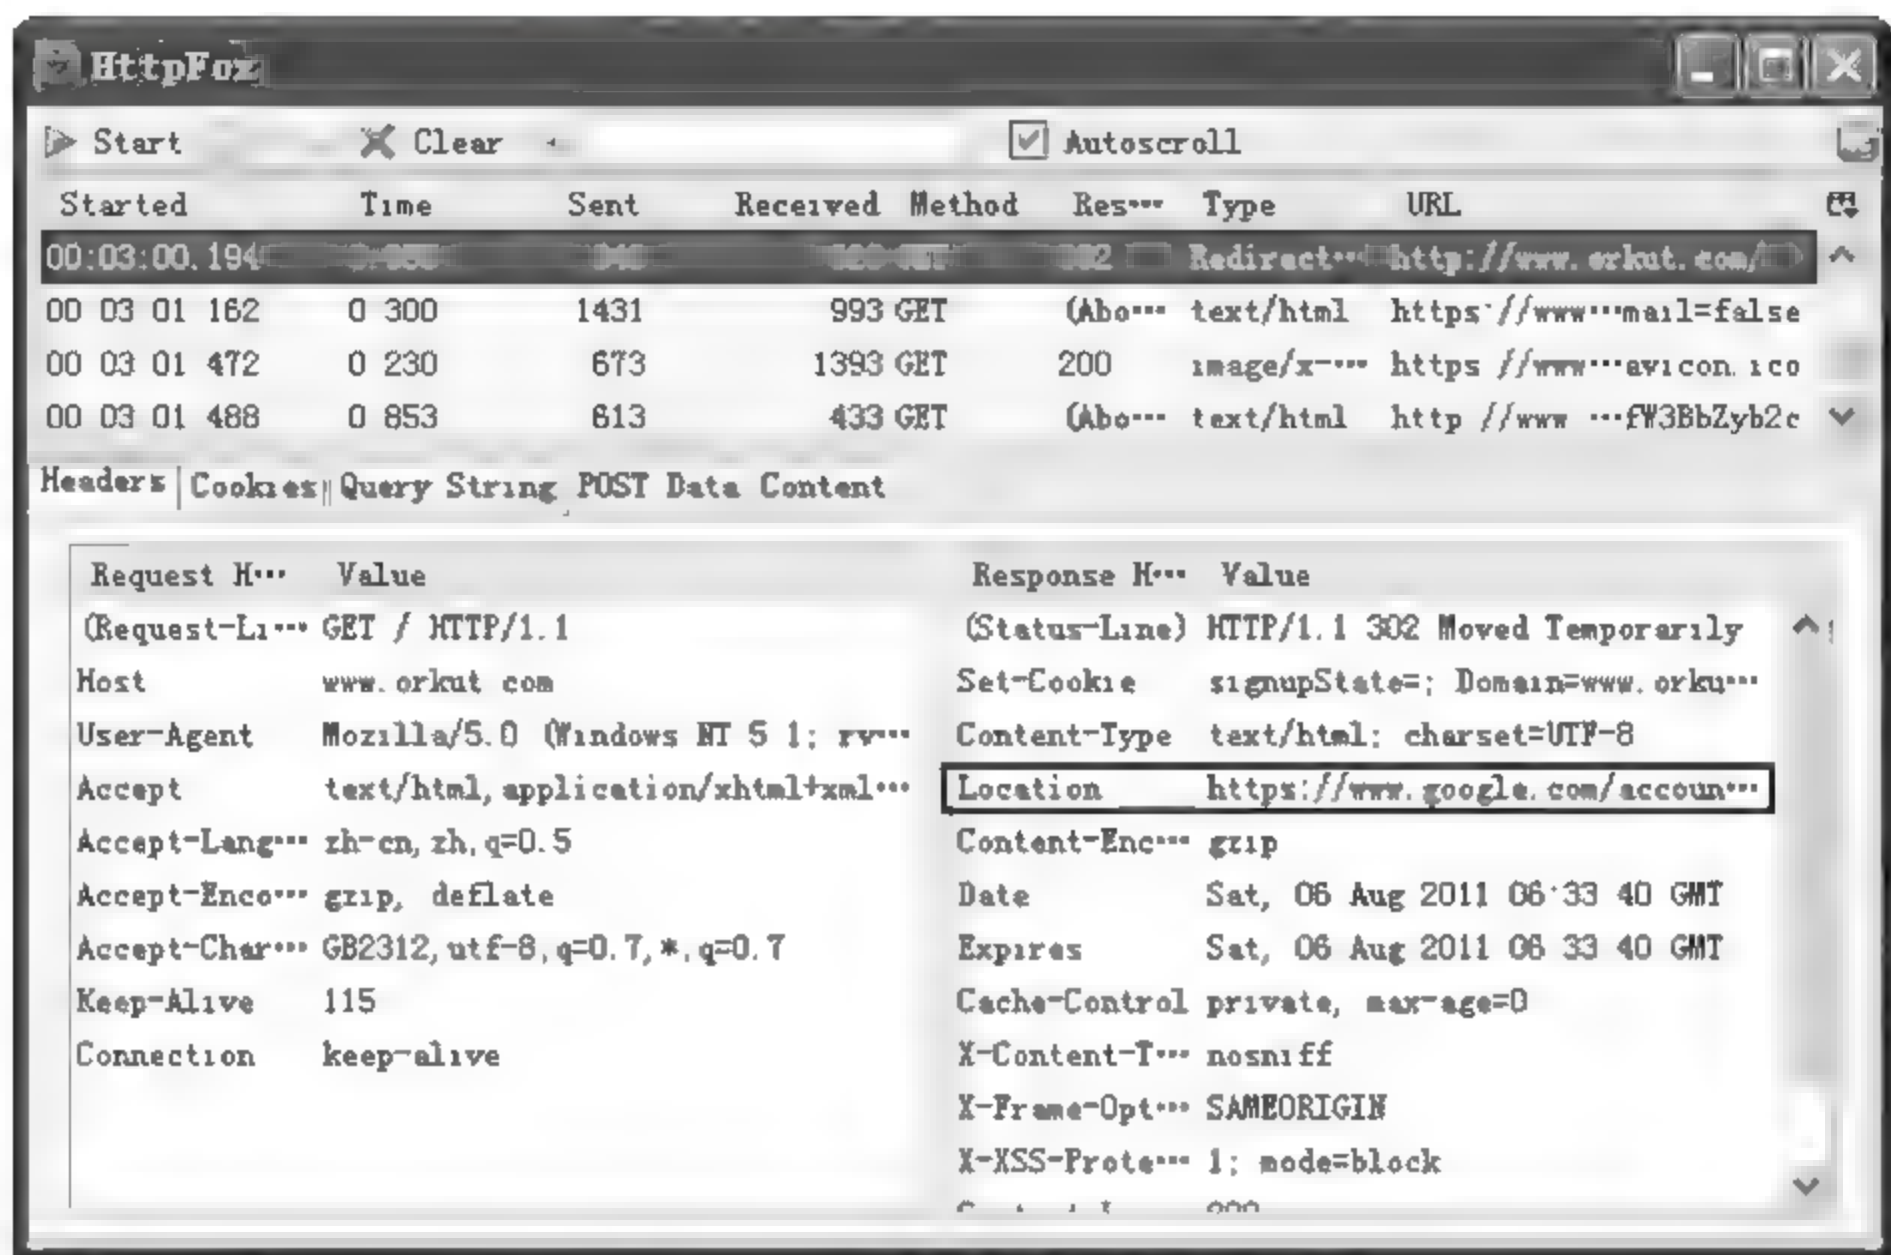 HttpFox
Start Clear Autoscroll
Started Time Sent Received Method Res··· Type URL
00:03:00.194 302 Redirect··· http://www.orkut.com/
00 03 01 162 0 300 1431 993 GET (Abo··· text/html https://www···mail=false
00 03 01 472 0 230 673 1393 GET 200 image/x-··· https //www···avicon.ico
00 03 01 488 0 853 613 433 GET (Abo··· text/html http //www ···fW3BbZyb2c
Headers Cookies Query String POST Data Content
Request H··· Value Response H··· Value
(Request-Li··· GET / HTTP/1.1 (Status-Line) HTTP/1.1 302 Moved Temporarily
Host www.orkut com Set-Cookie signupState=; Domain=www.orku···
User-Agent Mozilla/5.0 (Windows NT 5 1; rv··· Content-Type text/html; charset=UTF-8
Accept text/html,application/xhtml+xml··· Location https://www.google.com/accoun···
Accept-Lang··· zh-cn,zh,q=0.5 Content-Enc··· gzip
Accept-Enco··· gzip, deflate Date Sat, 06 Aug 2011 06:33 40 GMT
Accept-Char··· GB2312,utf-8,q=0.7,*,q=0.7 Expires Sat, 06 Aug 2011 06 33 40 GMT
Keep-Alive 115 Cache-Control private, max-age=0
Connection keep-alive X-Content-T··· nosniff
X-Frame-Opt··· SAMEORIGIN
X-XSS-Prote··· 1; mode=block